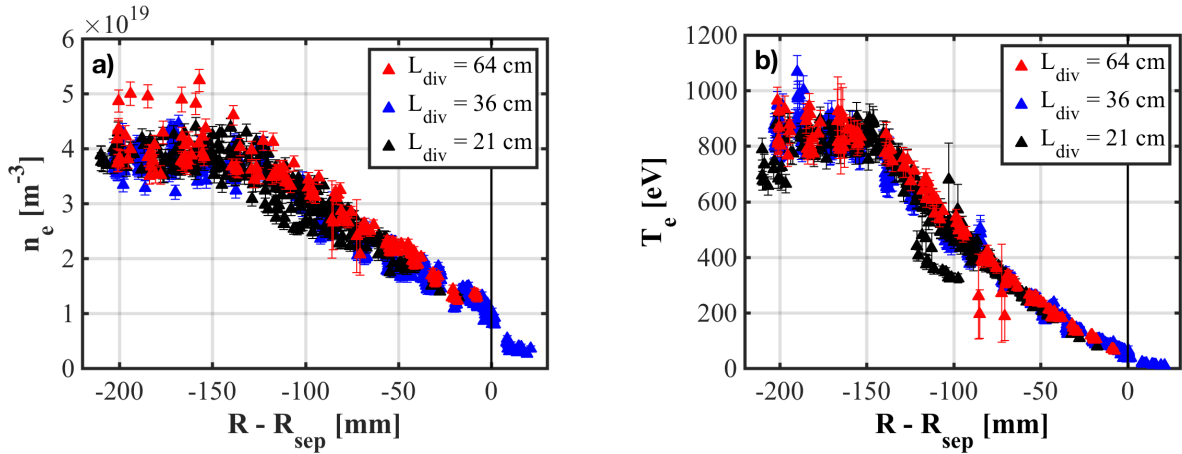 ×10^19
a)
n_e [m^-3]
6
5
4
3
2
1
0
-200 -150 -100 -50 0
R - R_sep [mm]
L_div = 64 cm
L_div = 36 cm
L_div = 21 cm
b)
T_e [eV]
1200
1000
800
600
400
200
0
-200 -150 -100 -50 0
R - R_sep [mm]
L_div = 64 cm
L_div = 36 cm
L_div = 21 cm